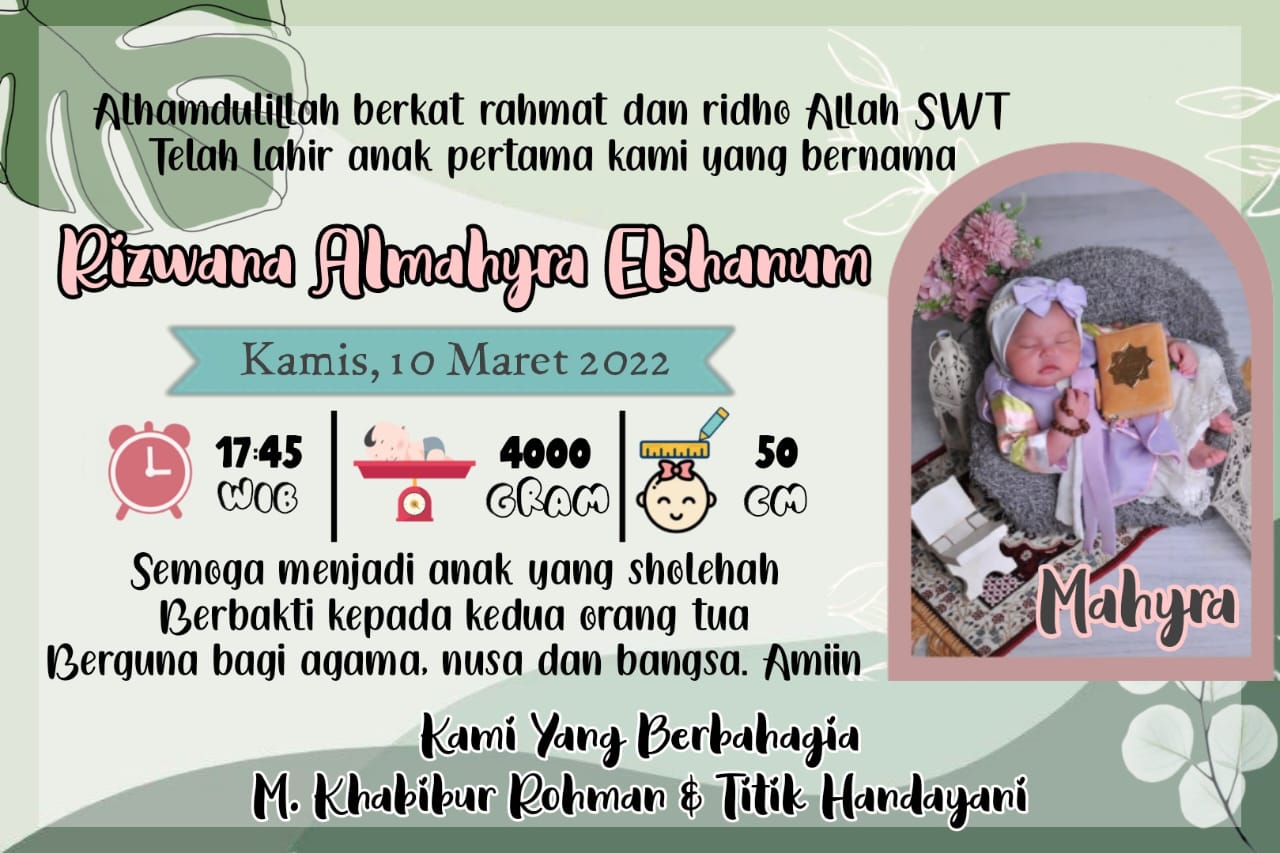 Alhamdulillah berkat rahmat dan ridho Allah SWT
Telah lahir anak pertama kami yang bernama
Rizwana Almahyra Elshanum
Kamis, 10 Maret 2022
17:45
WIB
4000
GRAM
50
CM
Semoga menjadi anak yang sholehah
Berbakti kepada kedua orang tua
Berguna bagi agama, nusa dan bangsa. Amiin
Mahyra
Kami Yang Berbahagia
M. Khabibur Rohman & Titik Handayani